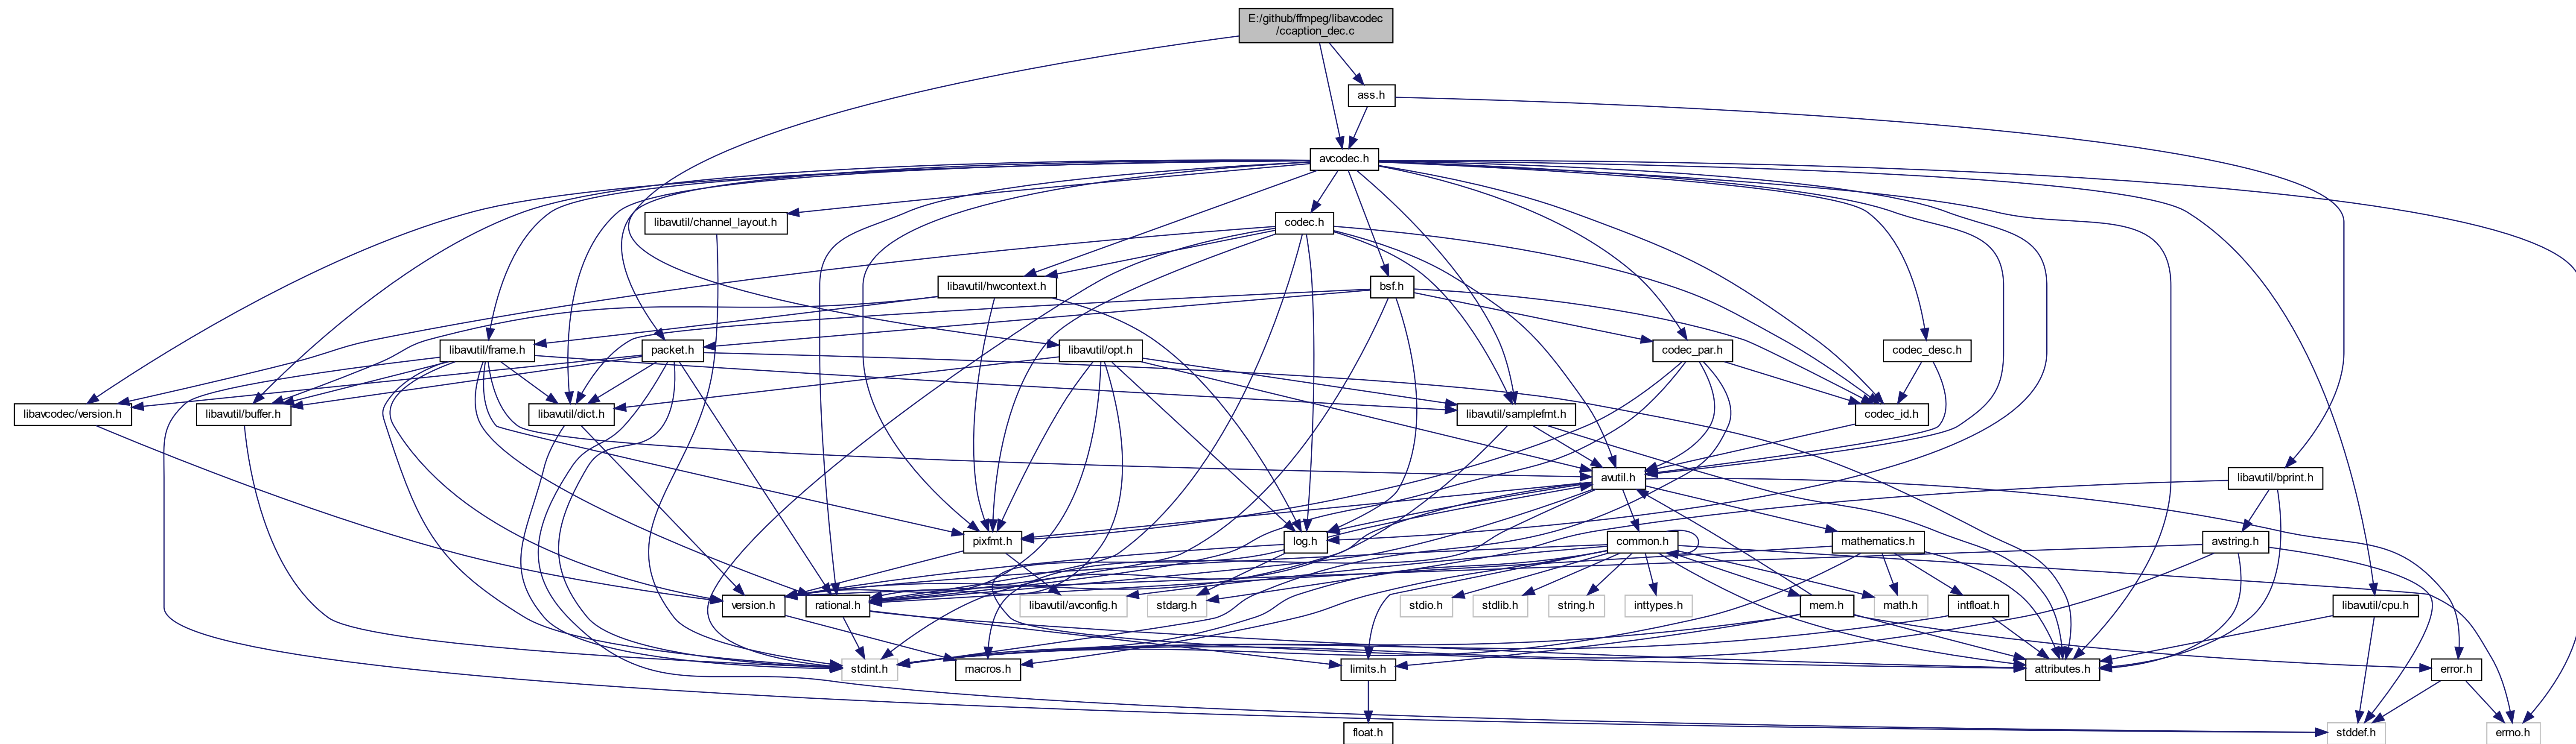 E:/github/ffmpeg/libavcodec
/ccaption_dec.c
ass.h
avcodec.h
libavutil/channel_layout.h
codec.h
libavutil/hwcontext.h
bsf.h
libavutil/frame.h
packet.h
libavutil/opt.h
codec_par.h
codec_desc.h
libavcodec/version.h
libavutil/buffer.h
libavutil/dict.h
libavutil/samplefmt.h
codec_id.h
avutil.h
libavutil/bprint.h
pixfmt.h
log.h
common.h
mathematics.h
avstring.h
version.h
rational.h
libavutil/avconfig.h
stdarg.h
stdio.h
stdlib.h
string.h
inttypes.h
mem.h
math.h
intfloat.h
libavutil/cpu.h
stdint.h
macros.h
limits.h
attributes.h
error.h
float.h
stddef.h
errno.h